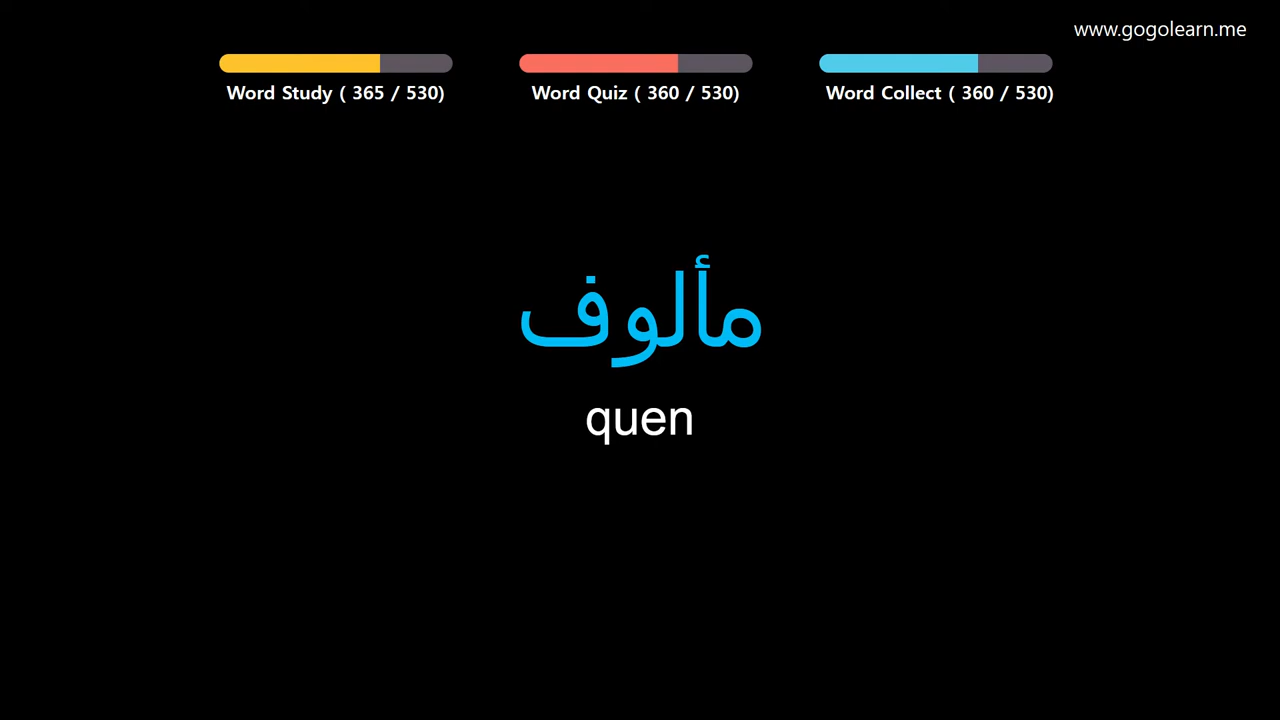 www.gogolearn.me
Word Study ( 365 / 530)
Word Quiz ( 360 / 530)
Word Collect ( 360 / 530)
مألوف
quen